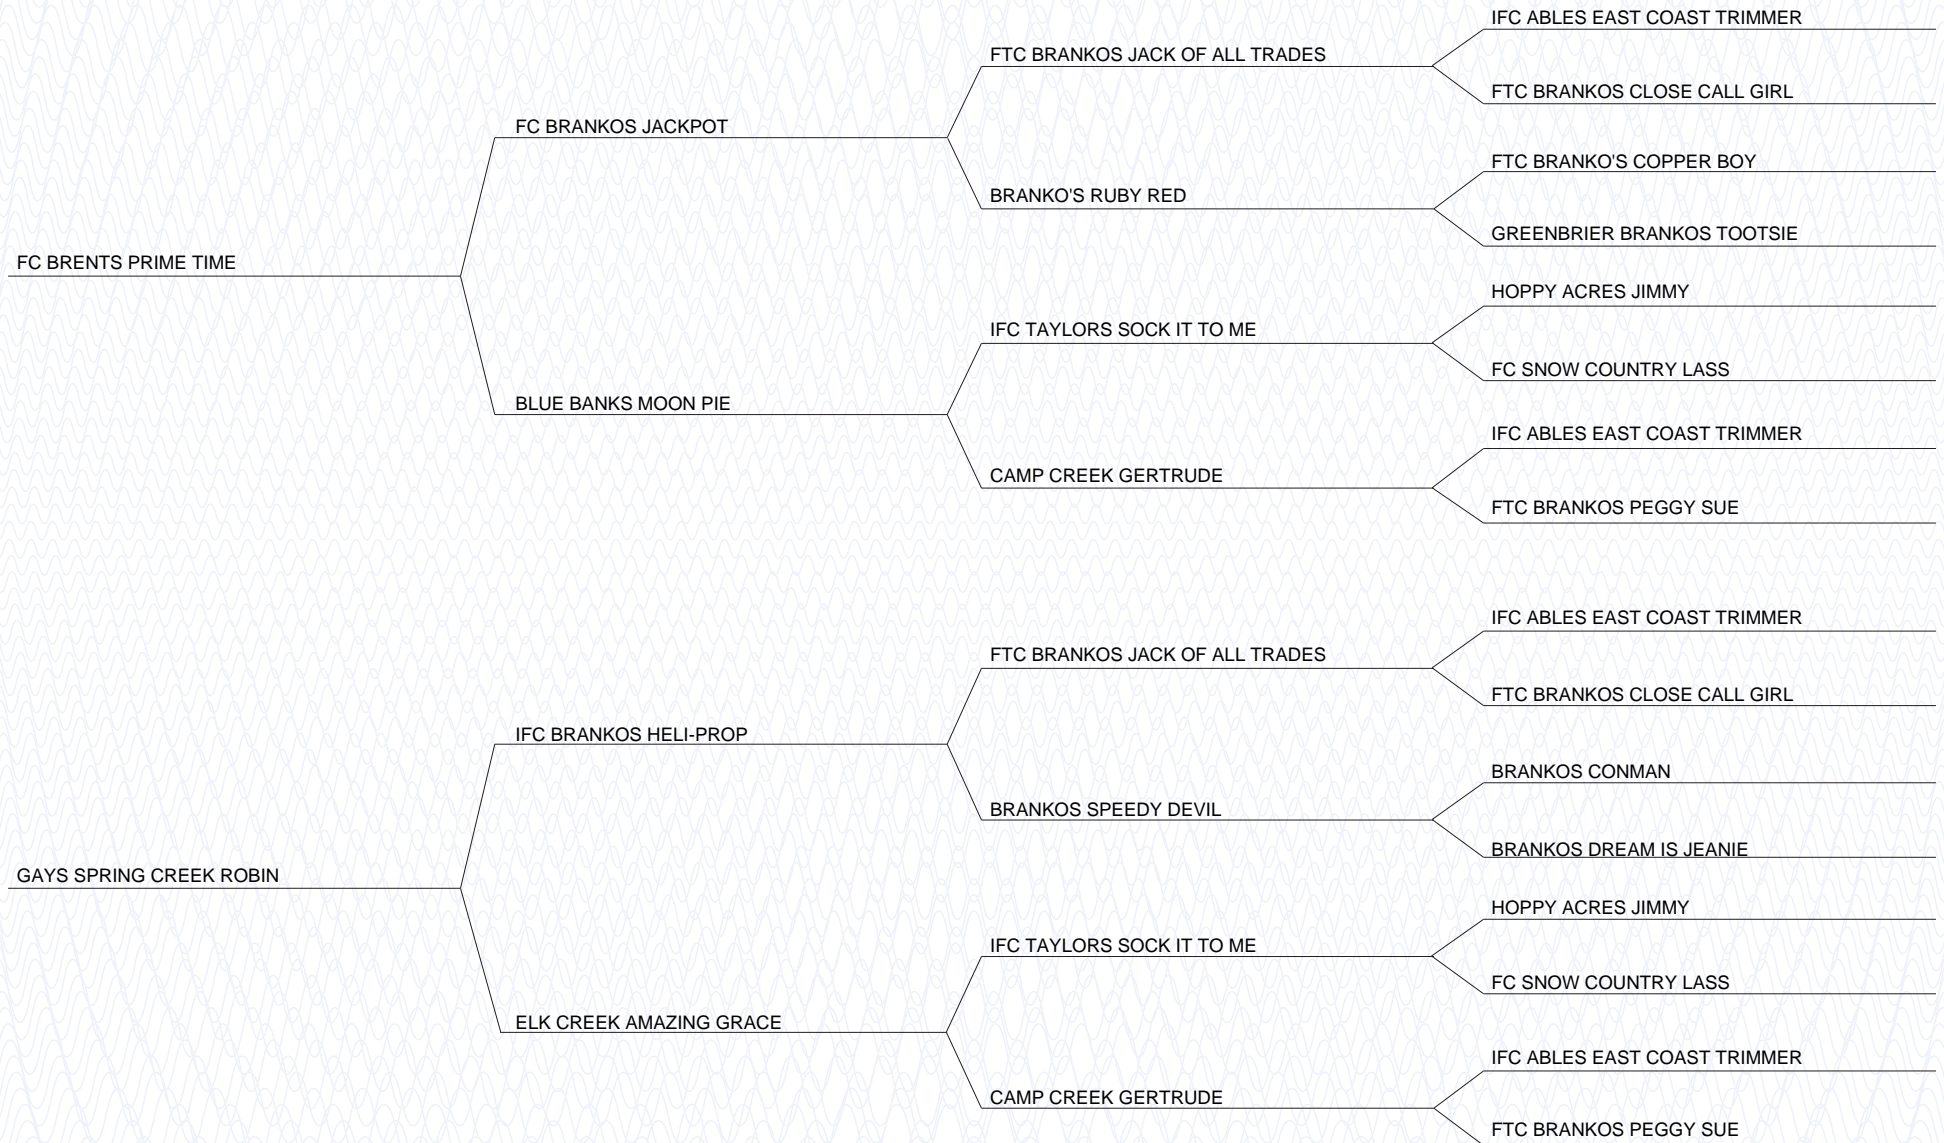 IFC ABLES EAST COAST TRIMMER
FTC BRANKOS JACK OF ALL TRADES
FTC BRANKOS CLOSE CALL GIRL
FC BRANKOS JACKPOT
FTC BRANKO'S COPPER BOY
BRANKO'S RUBY RED
GREENBRIER BRANKOS TOOTSIE
FC BRENTS PRIME TIME
HOPPY ACRES JIMMY
IFC TAYLORS SOCK IT TO ME
FC SNOW COUNTRY LASS
BLUE BANKS MOON PIE
IFC ABLES EAST COAST TRIMMER
CAMP CREEK GERTRUDE
FTC BRANKOS PEGGY SUE
IFC ABLES EAST COAST TRIMMER
FTC BRANKOS JACK OF ALL TRADES
FTC BRANKOS CLOSE CALL GIRL
IFC BRANKOS HELI-PROP
BRANKOS CONMAN
BRANKOS SPEEDY DEVIL
BRANKOS DREAM IS JEANIE
GAYS SPRING CREEK ROBIN
HOPPY ACRES JIMMY
IFC TAYLORS SOCK IT TO ME
FC SNOW COUNTRY LASS
ELK CREEK AMAZING GRACE
IFC ABLES EAST COAST TRIMMER
CAMP CREEK GERTRUDE
FTC BRANKOS PEGGY SUE